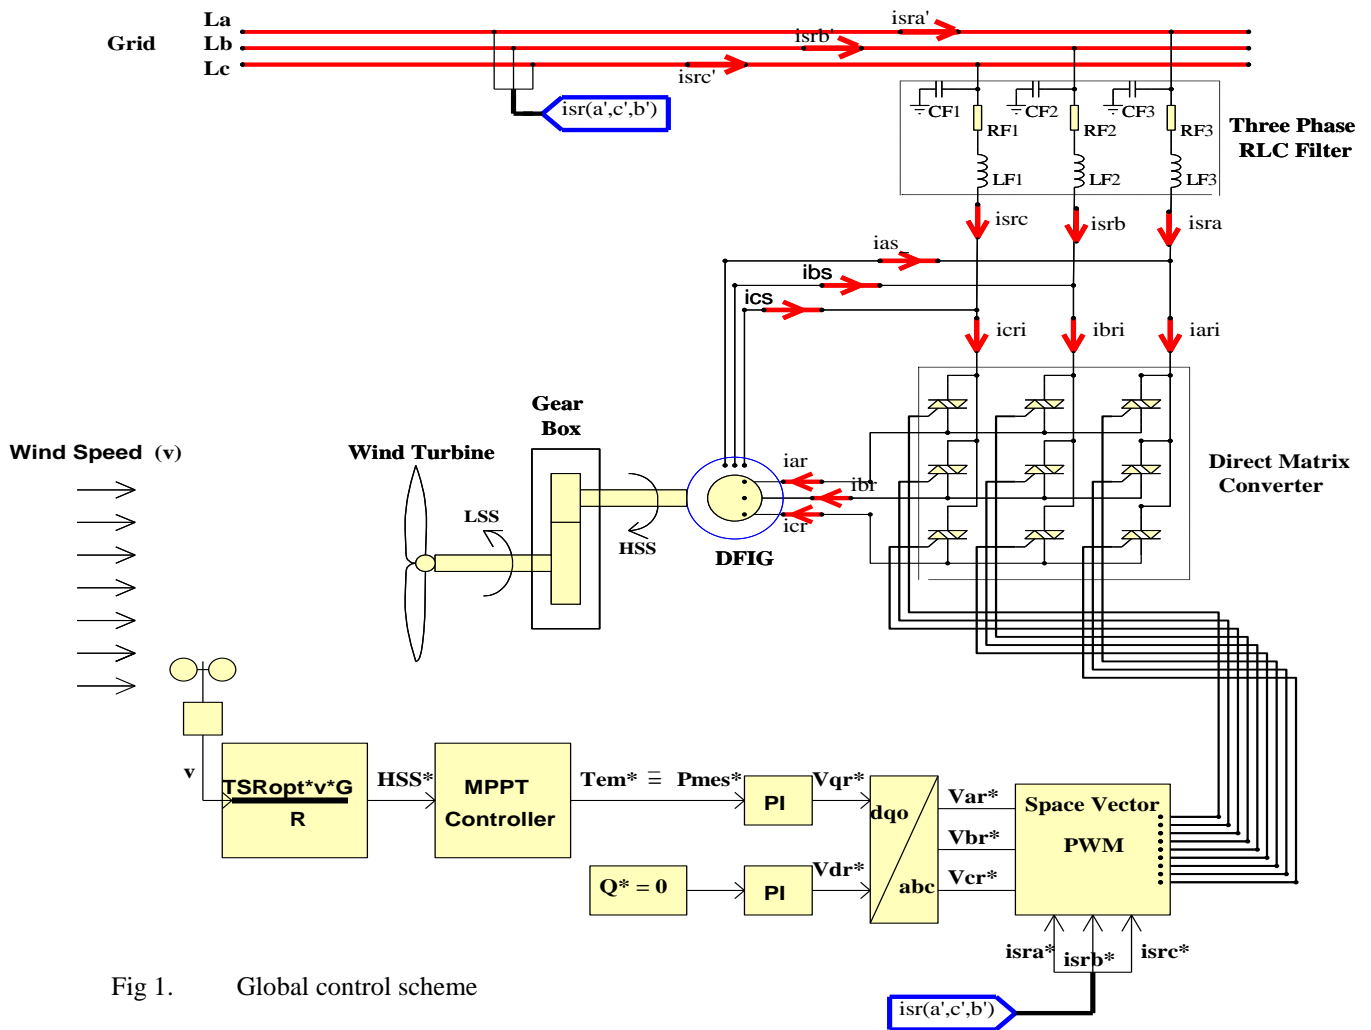 La
isra'
Grid
Lb
isrb'
Lc
isrc'
isr(a',c',b')
CF1
CF2
CF3
RF1
RF2
RF3
Three Phase
RLC Filter
LF1
LF2
LF3
isrc
isrb
isra
ias_
ibs
ics
icri
ibri
iari
Gear
Box
Wind Speed (v)
Wind Turbine
iar
ibr
icr
Direct Matrix
Converter
LSS
HSS
DFIG
v
TSRopt*v*G
R
HSS*
MPPT
Controller
Tem* ≡ Pmes*
PI
Vqr*
dqo
abc
Var*
Vbr*
Vcr*
Space Vector
PWM
Q* = 0
PI
Vdr*
isra*
isrb*
isrc*
isr(a',c',b')
Fig 1. Global control scheme